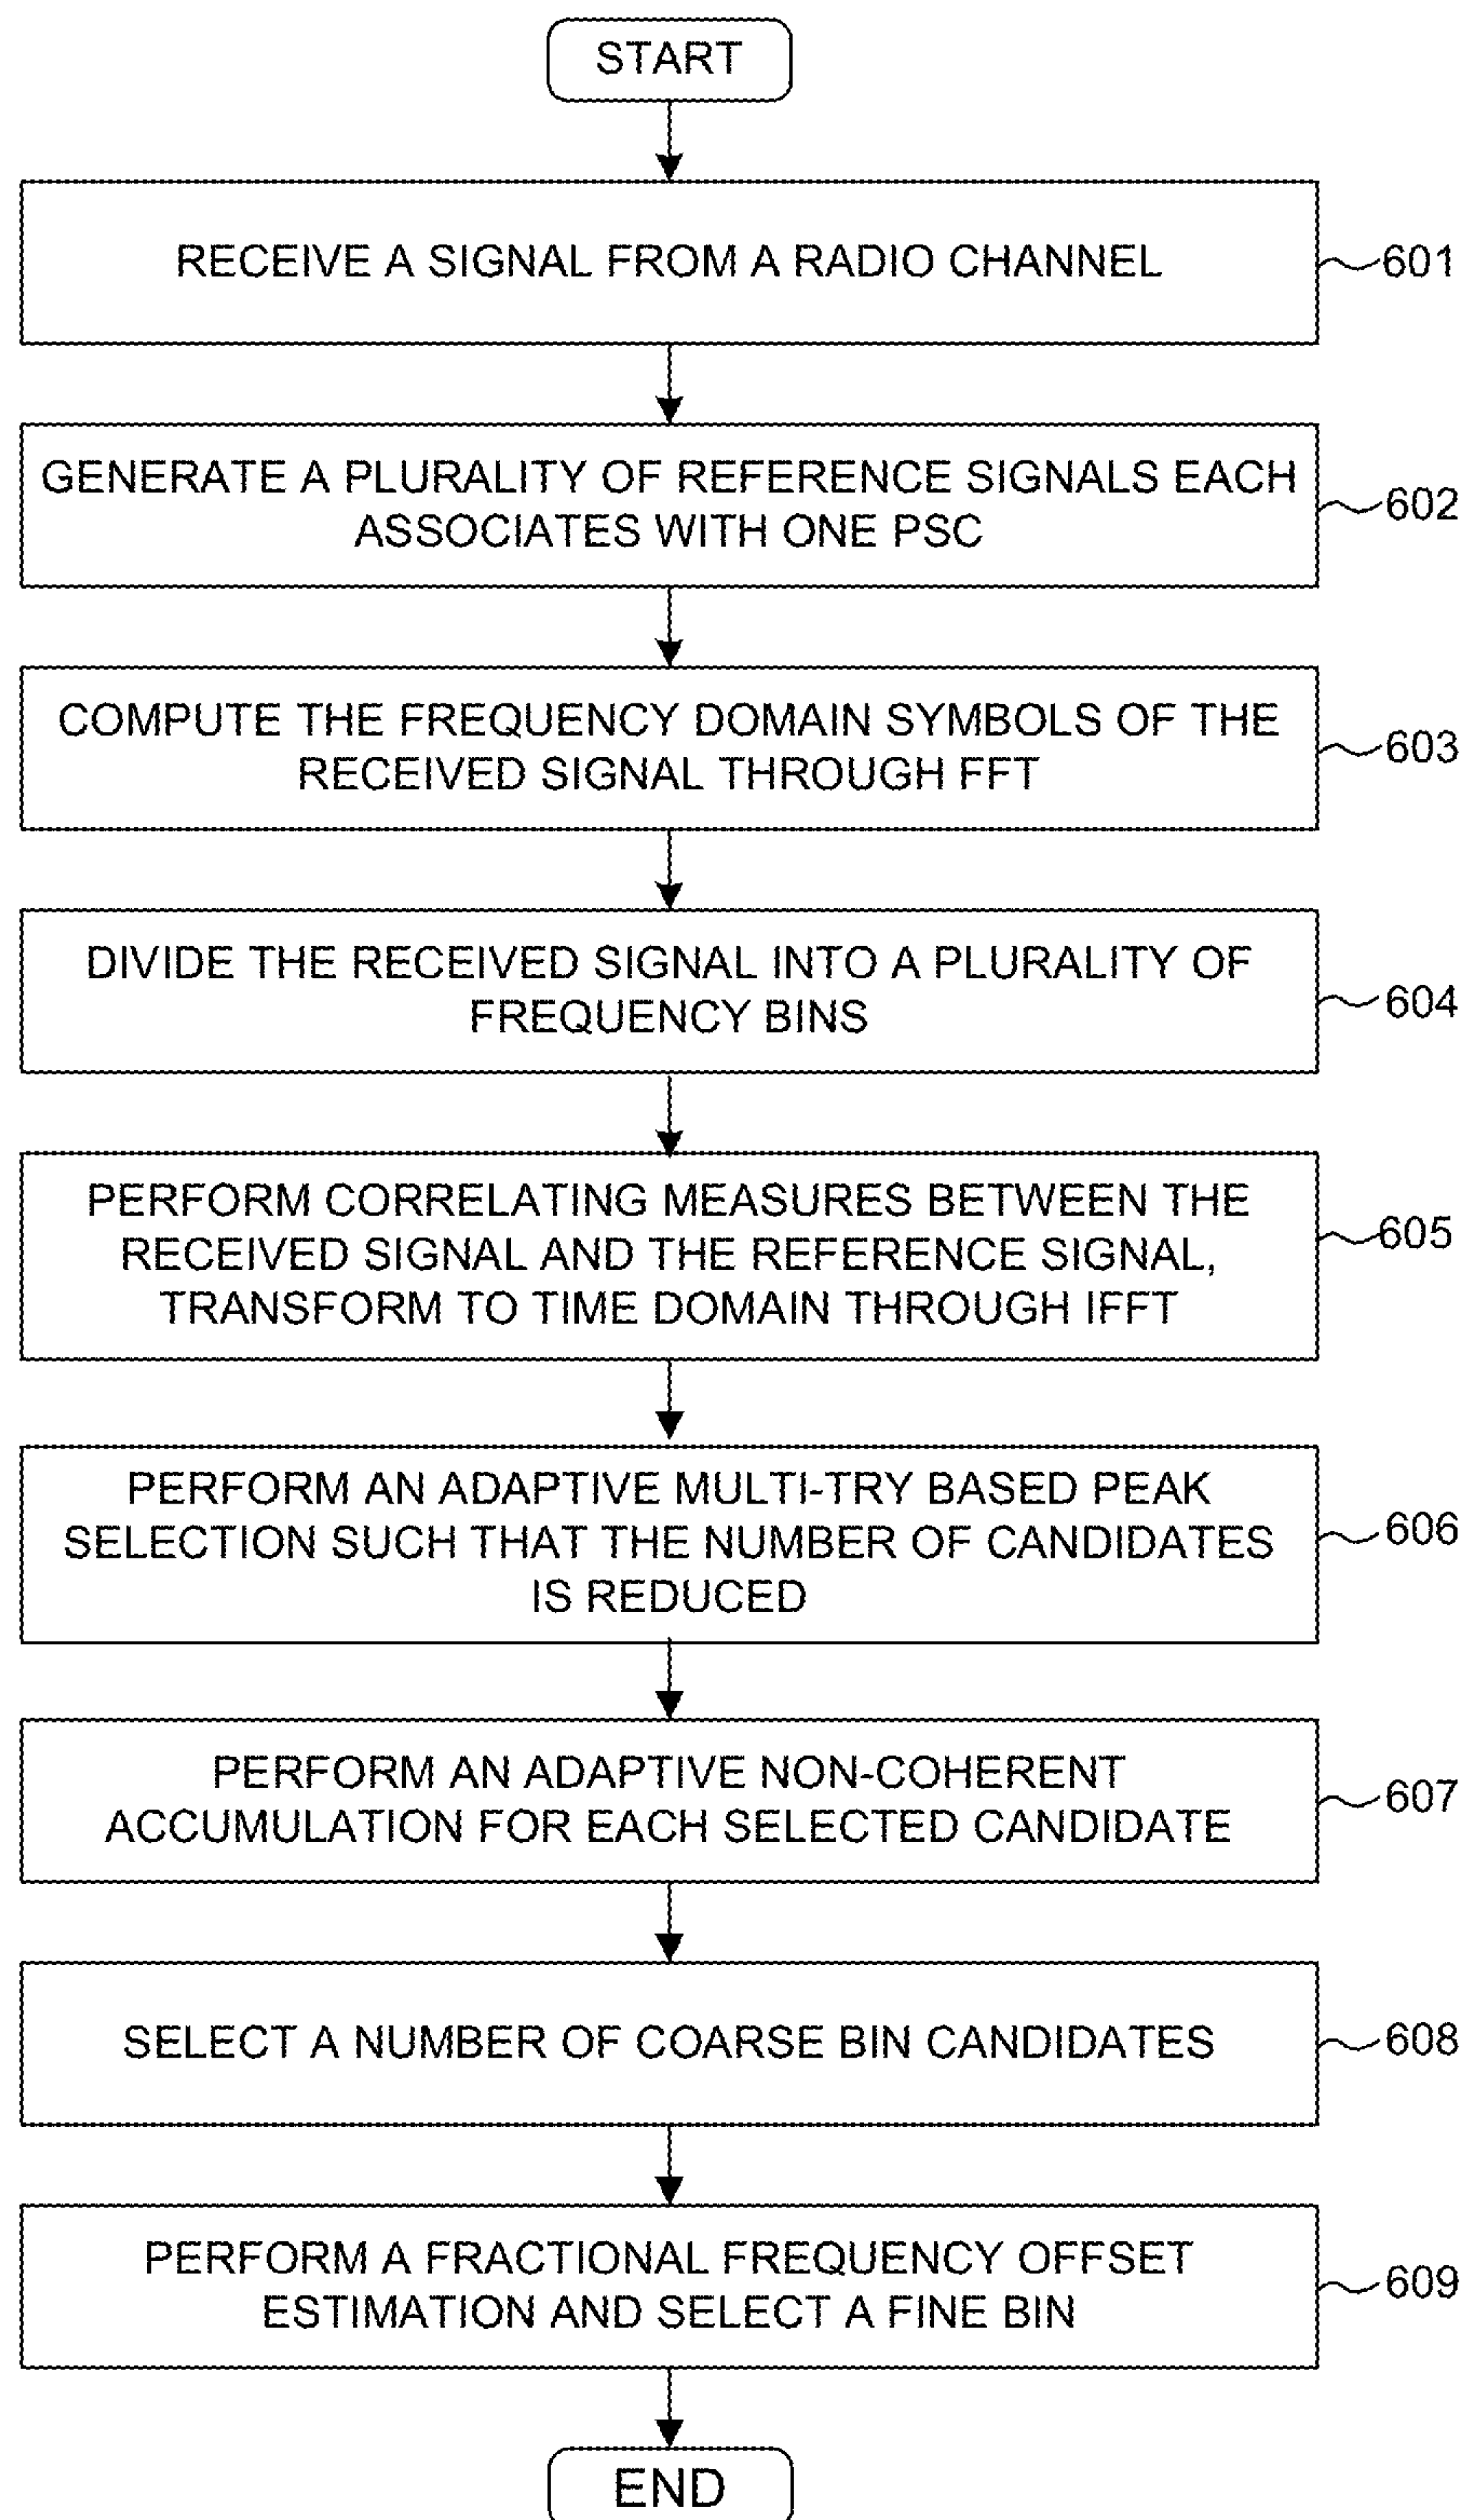 START
RECEIVE A SIGNAL FROM A RADIO CHANNEL
601
GENERATE A PLURALITY OF REFERENCE SIGNALS EACH
ASSOCIATES WITH ONE PSC
602
COMPUTE THE FREQUENCY DOMAIN SYMBOLS OF THE
RECEIVED SIGNAL THROUGH FFT
603
DIVIDE THE RECEIVED SIGNAL INTO A PLURALITY OF
FREQUENCY BINS
604
PERFORM CORRELATING MEASURES BETWEEN THE
RECEIVED SIGNAL AND THE REFERENCE SIGNAL,
TRANSFORM TO TIME DOMAIN THROUGH IFFT
605
PERFORM AN ADAPTIVE MULTI-TRY BASED PEAK
SELECTION SUCH THAT THE NUMBER OF CANDIDATES
IS REDUCED
606
PERFORM AN ADAPTIVE NON-COHERENT
ACCUMULATION FOR EACH SELECTED CANDIDATE
607
SELECT A NUMBER OF COARSE BIN CANDIDATES
608
PERFORM A FRACTIONAL FREQUENCY OFFSET
ESTIMATION AND SELECT A FINE BIN
609
END